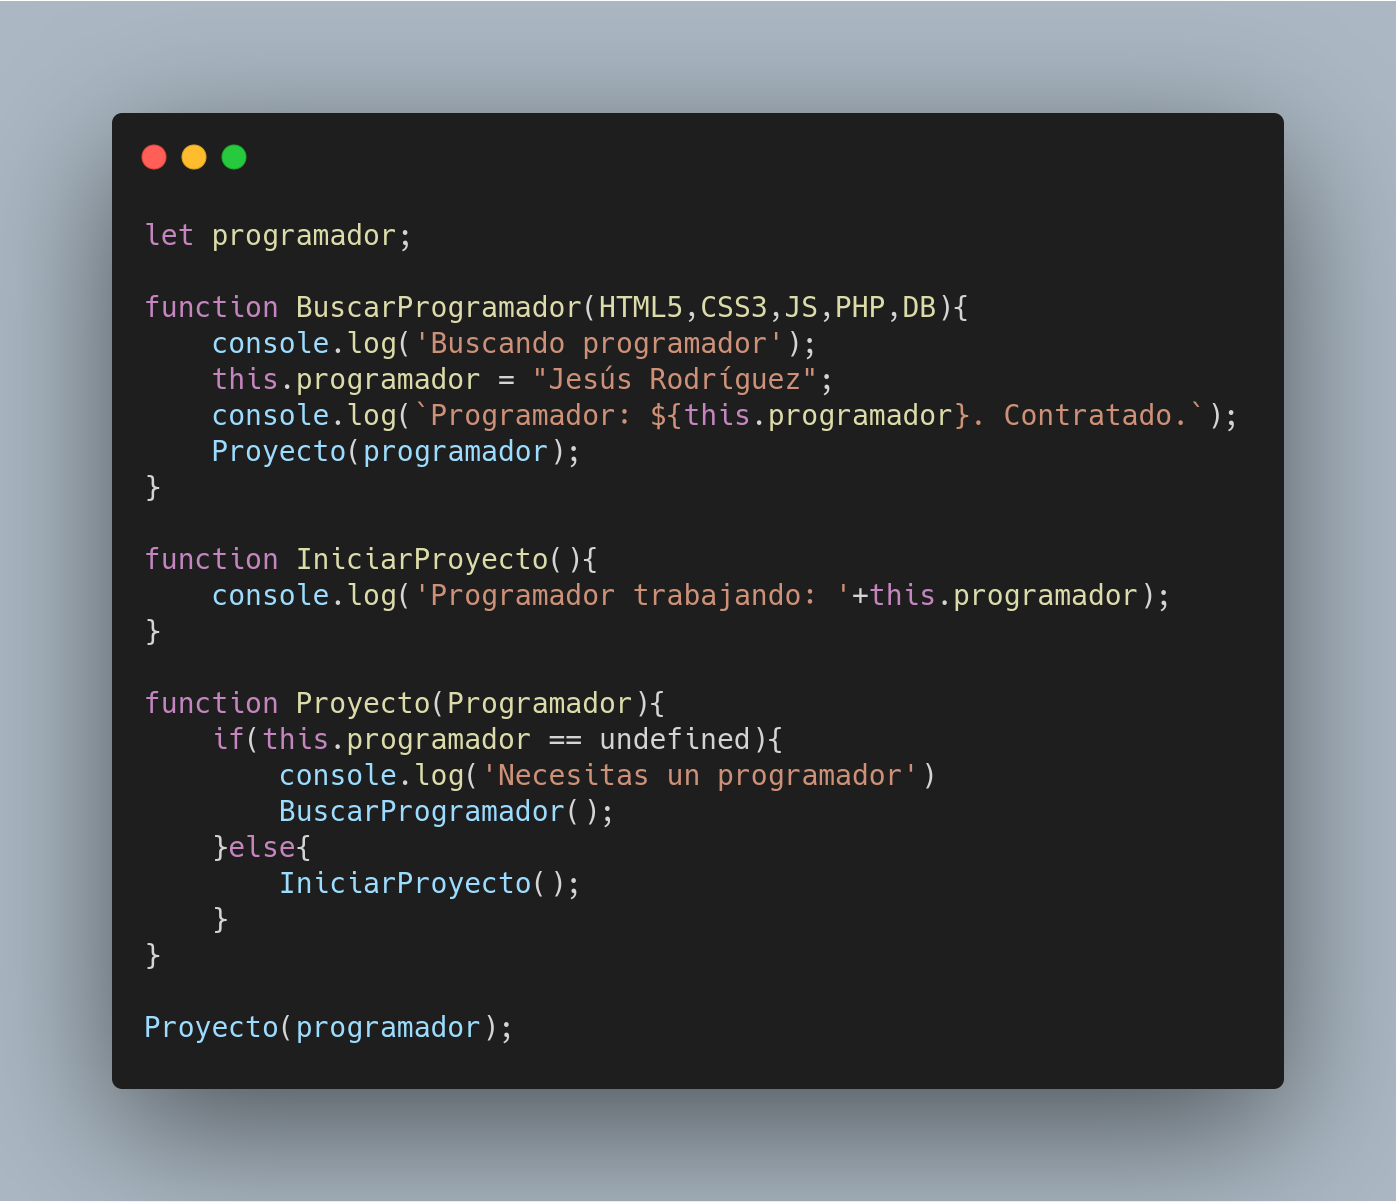 let programador;
function BuscarProgramador(HTML5,CSS3,JS,PHP,DB){
console.log('Buscando programador');
this.programador = "Jesús Rodríguez";
console.log(`Programador: ${this.programador}. Contratado.`);
Proyecto(programador);
}
function IniciarProyecto(){
console.log('Programador trabajando: '+this.programador);
}
function Proyecto(Programador){
if(this.programador == undefined){
console.log('Necesitas un programador')
BuscarProgramador();
}else{
IniciarProyecto();
}
}
Proyecto(programador);